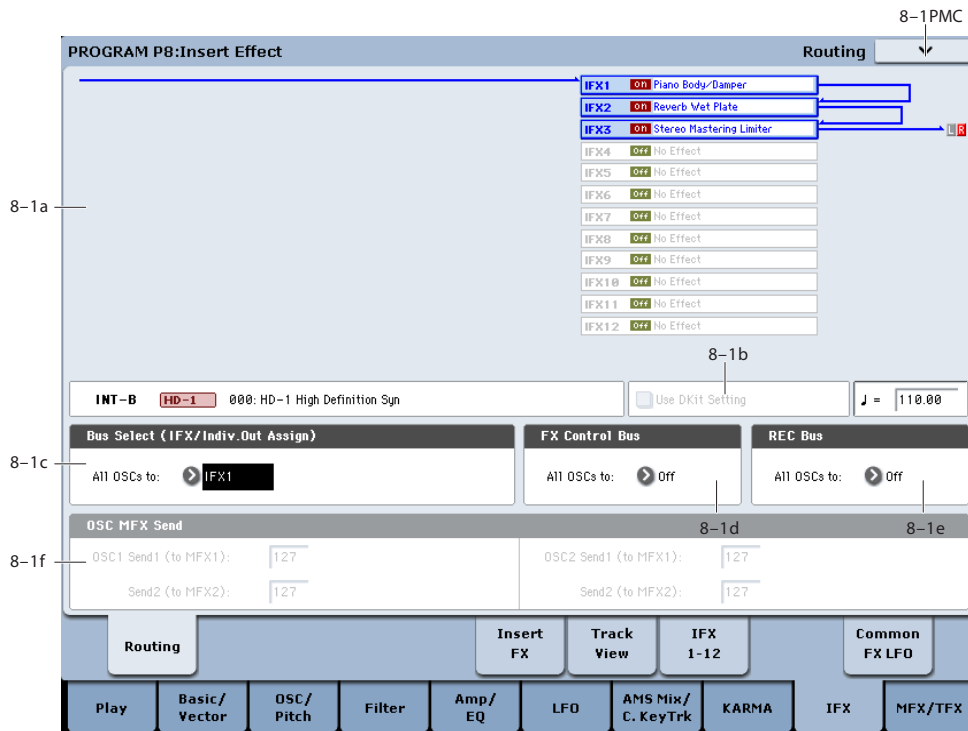 8–1PMC
PROGRAM P8:Insert Effect Routing
IFX1 On Piano Body/Damper
IFX2 On Reverb Wet Plate
IFX3 On Stereo Mastering Limiter L R
IFX4 Off No Effect
IFX5 Off No Effect
8–1a
IFX6 Off No Effect
IFX7 Off No Effect
IFX8 Off No Effect
IFX9 Off No Effect
IFX10 Off No Effect
IFX11 Off No Effect
IFX12 Off No Effect
8–1b
INT-B HD-1 000: HD-1 High Definition Syn Use DKit Setting ♩ = 110.00
Bus Select (IFX/Indiv.Out Assign) FX Control Bus REC Bus
8–1c
All OSCs to: IFX1 All OSCs to: Off All OSCs to: Off
OSC MFX Send 8–1d 8–1e
8–1f
OSC1 Send1 (to MFX1): 127 OSC2 Send1 (to MFX1): 127
Send2 (to MFX2): 127 Send2 (to MFX2): 127
Routing Insert FX Track View IFX 1-12 Common FX LFO
Play Basic/Vector OSC/Pitch Filter Amp/EQ LFO AMS Mix/C. KeyTrk KARMA IFX MFX/TFX